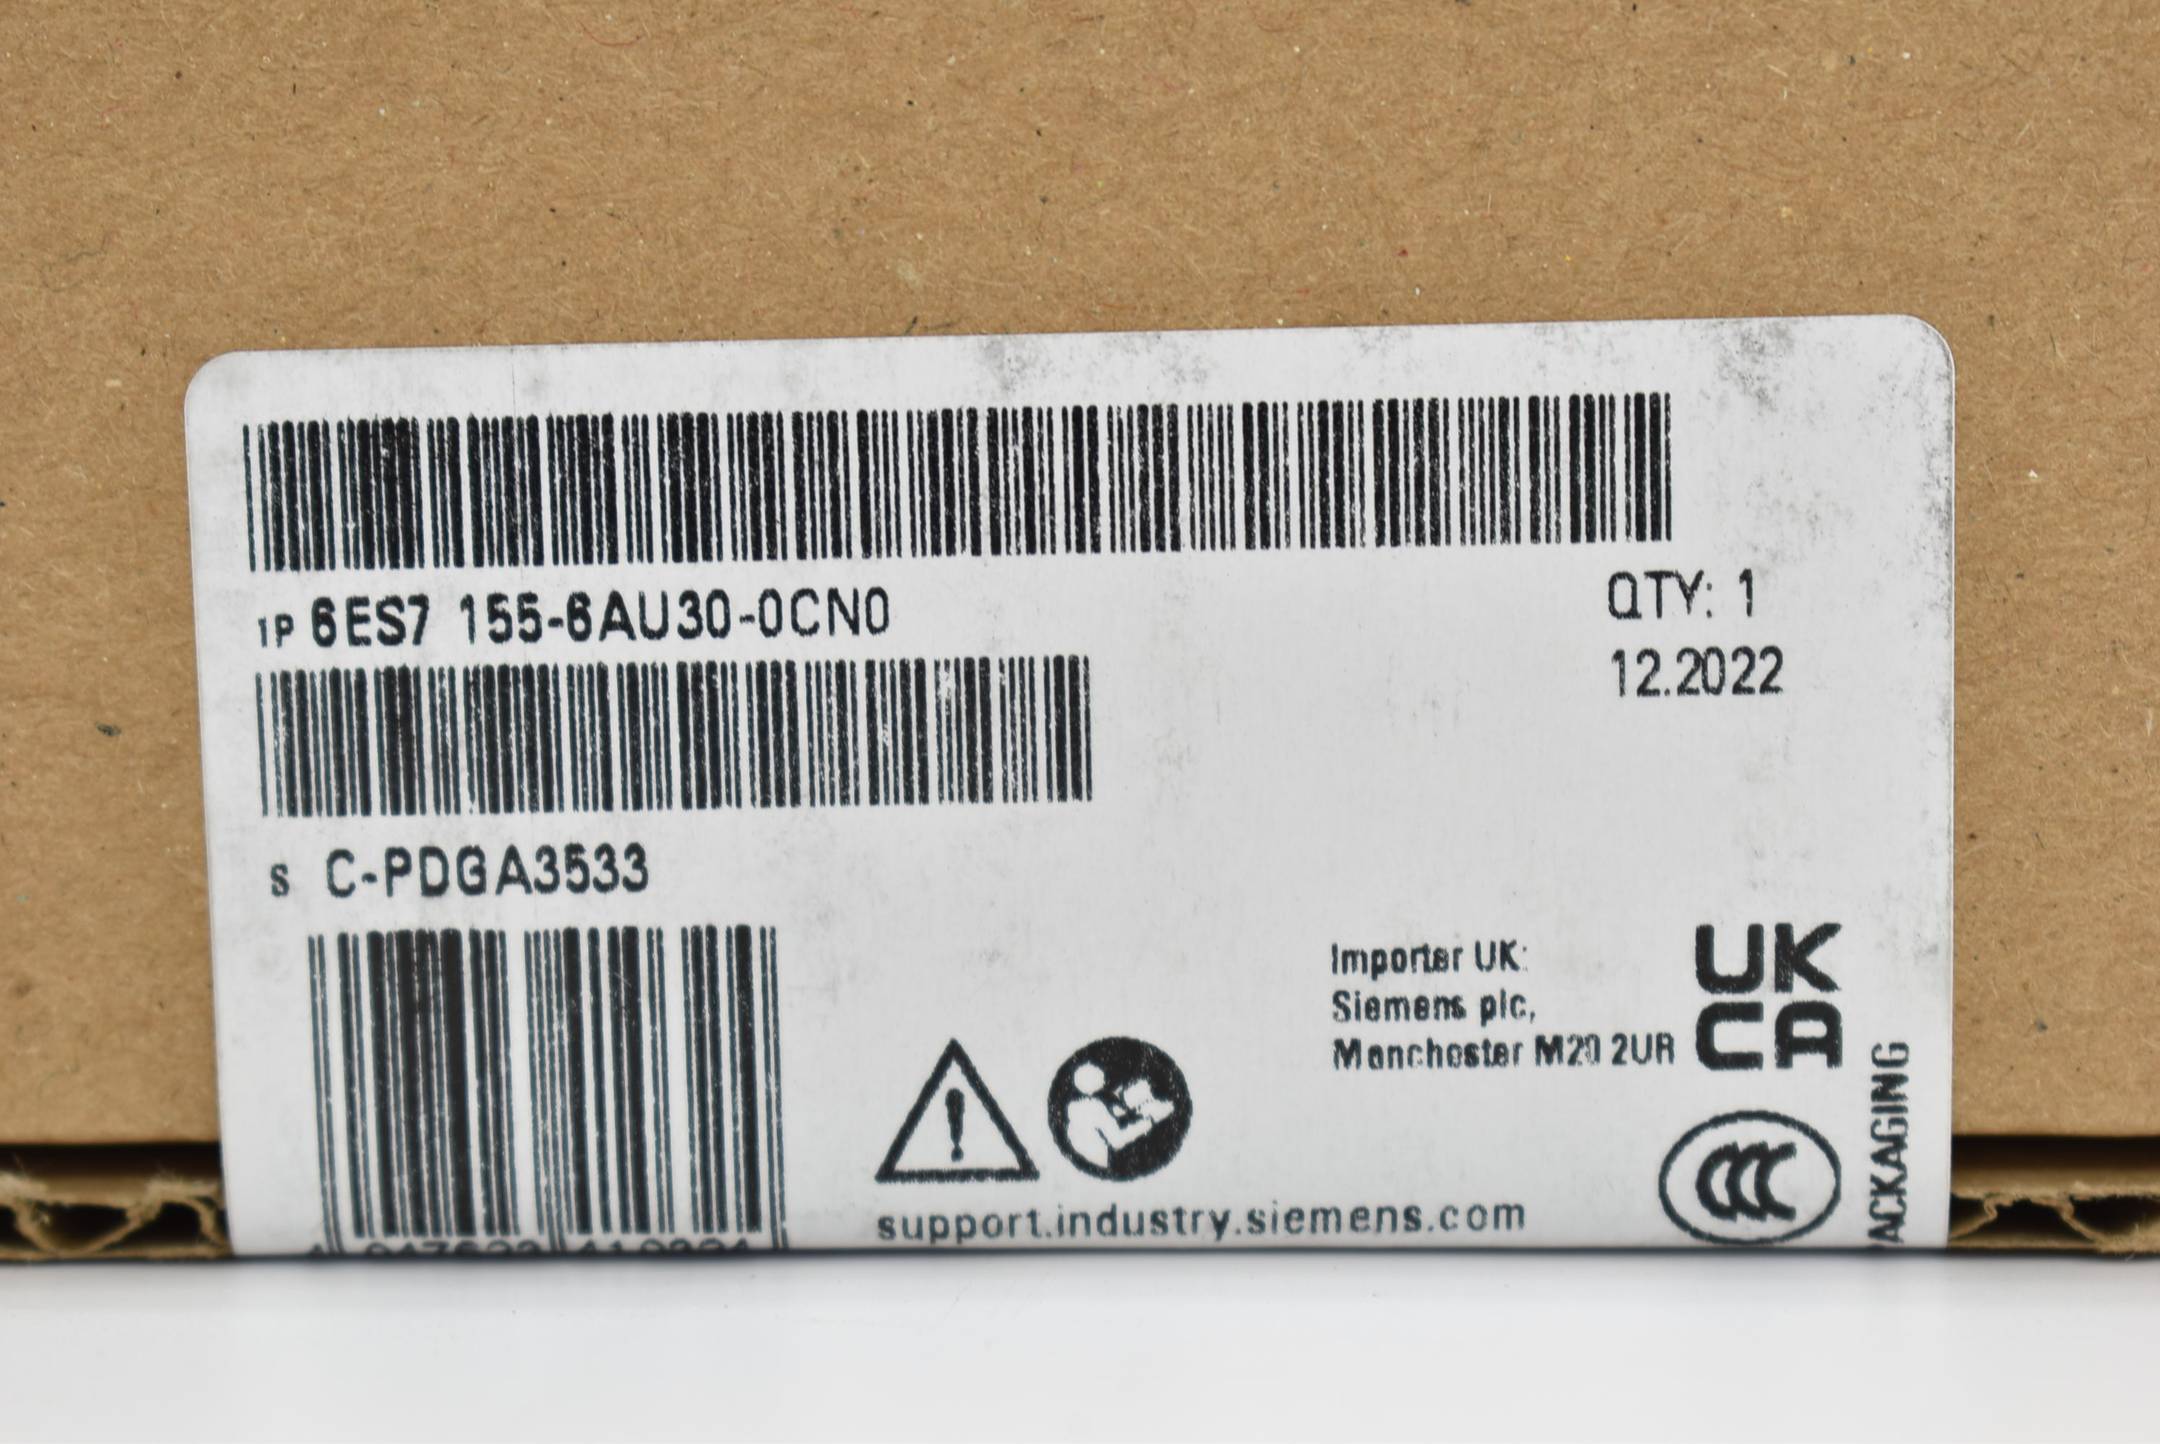 1P 6ES7 155-6AU30-0CN0
QTY: 1
12.2022
S C-PDGA3533
Importer UK:
Siemens plc,
Manchester M20 2UR
UK
CA
support.industry.siemens.com
CCC